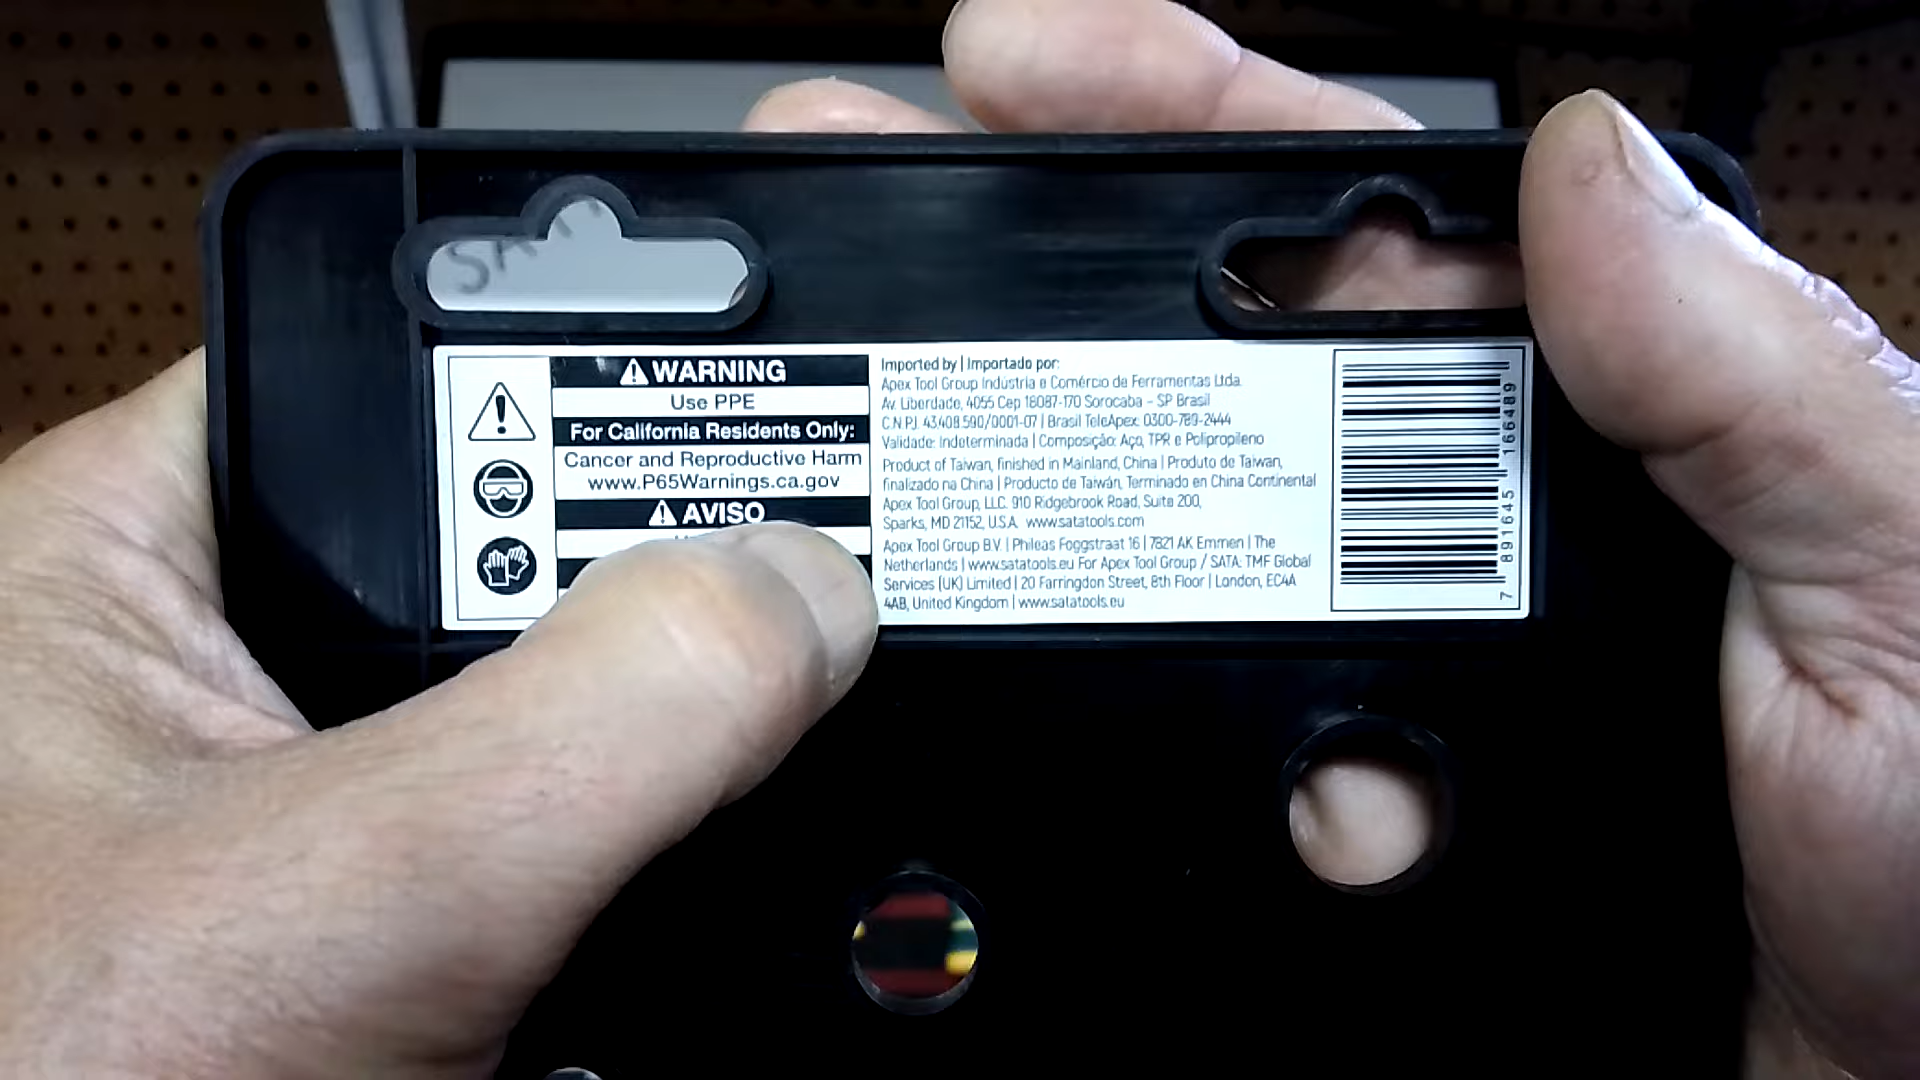 SAT
WARNING
Use PPE
For California Residents Only:
Cancer and Reproductive Harm
www.P65Warnings.ca.gov
AVISO
Imported by | Importado por:
Apex Tool Group Indústria e Comércio de Ferramentas Ltda.
Av. Liberdade, 4055 Cep 18087-170 Sorocaba - SP Brasil
C.N.P.J. 43.408.590/0001-07 | Brasil TeleApex: 0300-789-2444
Validade: Indeterminada | Composição: Aço, TPR e Polipropileno
Product of Taiwan, finished in Mainland, China | Produto de Taiwan,
finalizado na China | Producto de Taiwán, Terminado en China Continental
Apex Tool Group, LLC. 910 Ridgebrook Road, Suite 200,
Sparks, MD 21152, U.S.A. www.satatools.com
Apex Tool Group B.V. | Phileas Foggstraat 16 | 7821 AK Emmen | The
Netherlands | www.satatools.eu For Apex Tool Group / SATA: TMF Global
Services (UK) Limited | 20 Farringdon Street, 8th Floor | London, EC4A
4AB, United Kingdom | www.satatools.eu
7 891645 166489